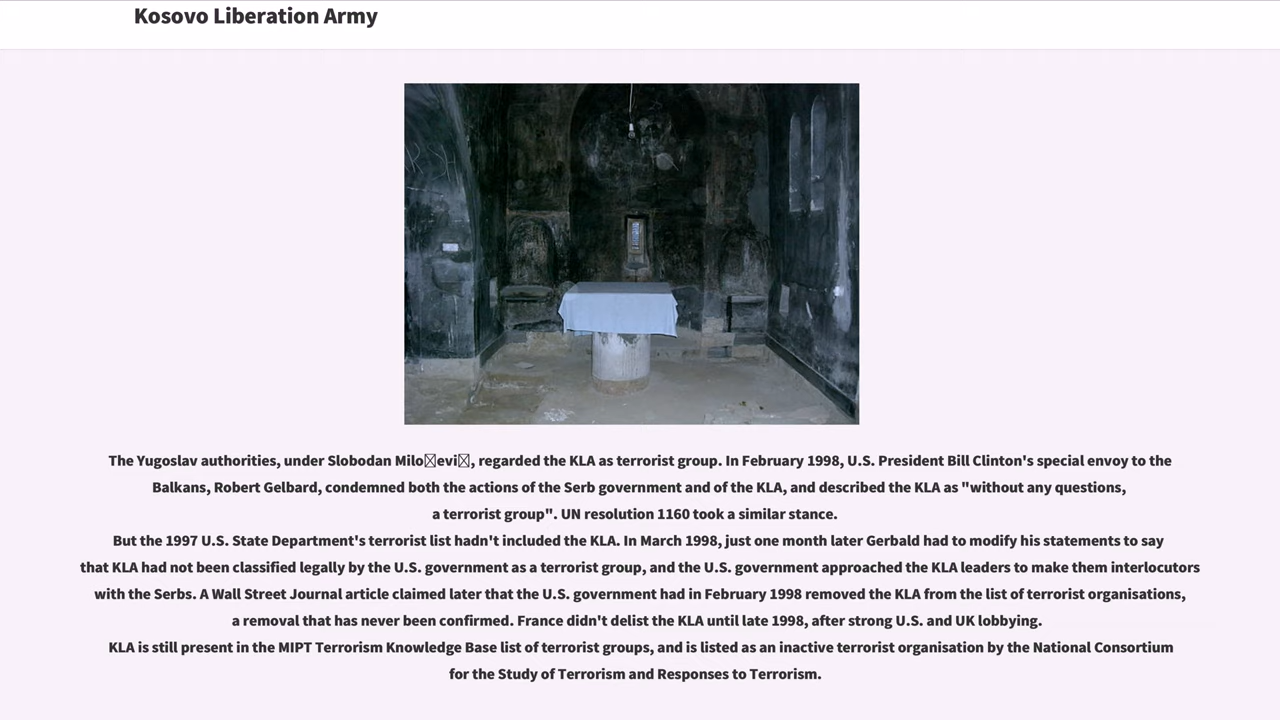 Kosovo Liberation Army
The Yugoslav authorities, under Slobodan Milo□evi□, regarded the KLA as terrorist group. In February 1998, U.S. President Bill Clinton's special envoy to the
Balkans, Robert Gelbard, condemned both the actions of the Serb government and of the KLA, and described the KLA as "without any questions,
a terrorist group". UN resolution 1160 took a similar stance.
But the 1997 U.S. State Department's terrorist list hadn't included the KLA. In March 1998, just one month later Gerbald had to modify his statements to say
that KLA had not been classified legally by the U.S. government as a terrorist group, and the U.S. government approached the KLA leaders to make them interlocutors
with the Serbs. A Wall Street Journal article claimed later that the U.S. government had in February 1998 removed the KLA from the list of terrorist organisations,
a removal that has never been confirmed. France didn't delist the KLA until late 1998, after strong U.S. and UK lobbying.
KLA is still present in the MIPT Terrorism Knowledge Base list of terrorist groups, and is listed as an inactive terrorist organisation by the National Consortium
for the Study of Terrorism and Responses to Terrorism.